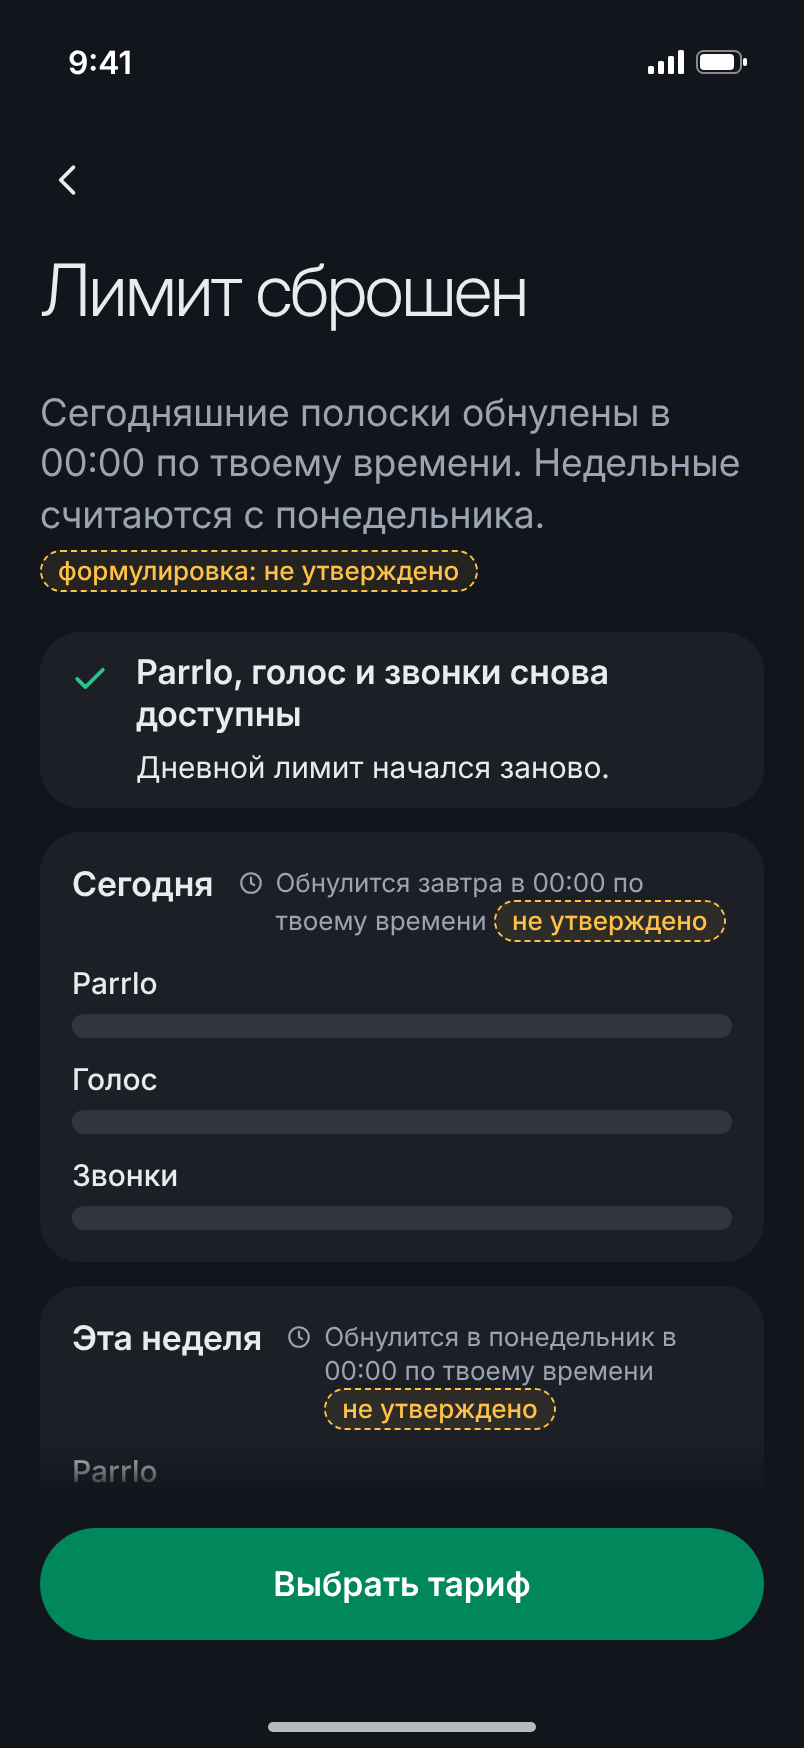 9:41
Лимит сброшен
Сегодняшние полоски обнулены в
00:00 по твоему времени. Недельные
считаются с понедельника.
формулировка: не утверждено
Parrlo, голос и звонки снова
доступны
Дневной лимит начался заново.
Сегодня
Обнулится завтра в 00:00 по
твоему времени не утверждено
Parrlo
Голос
Звонки
Эта неделя
Обнулится в понедельник в
00:00 по твоему времени
не утверждено
Parrlo
Выбрать тариф